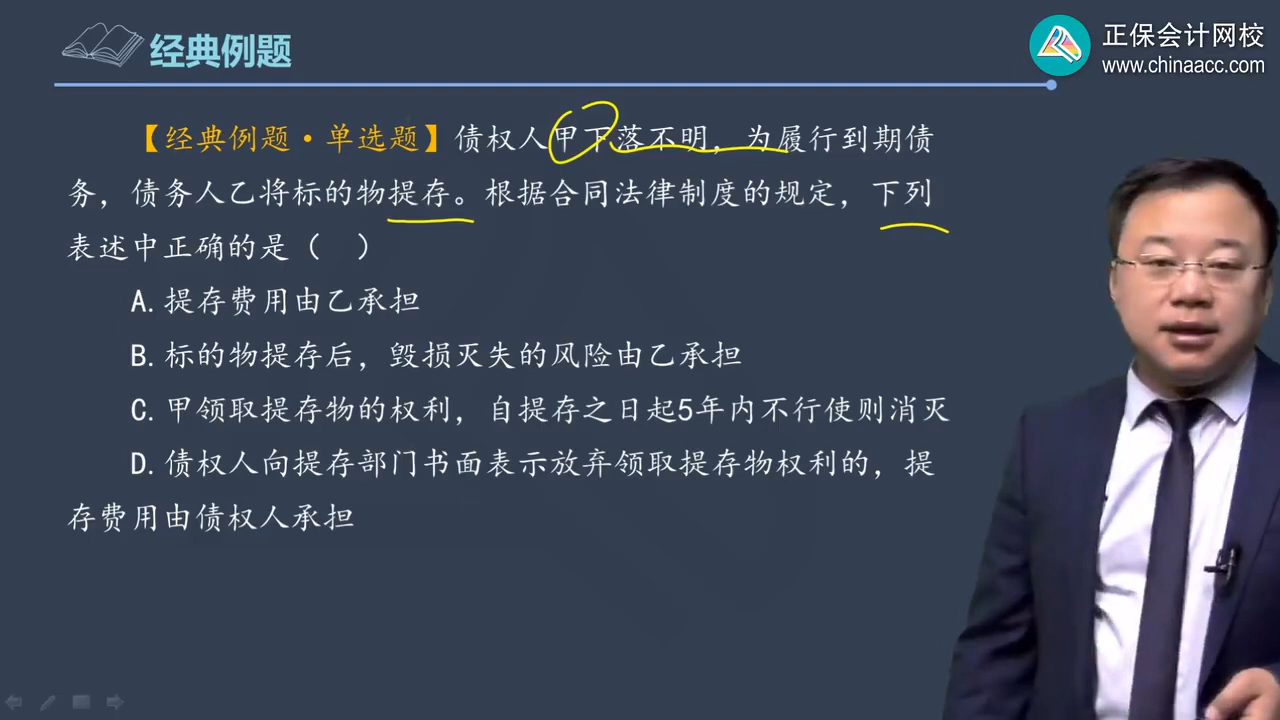 经典例题
正保会计网校
www.chinaacc.com
【经典例题·单选题】债权人甲下落不明，为履行到期债
务，债务人乙将标的物提存。根据合同法律制度的规定，下列
表述中正确的是（ ）
A.提存费用由乙承担
B.标的物提存后，毁损灭失的风险由乙承担
C.甲领取提存物的权利，自提存之日起5年内不行使则消灭
D.债权人向提存部门书面表示放弃领取提存物权利的，提
存费用由债权人承担